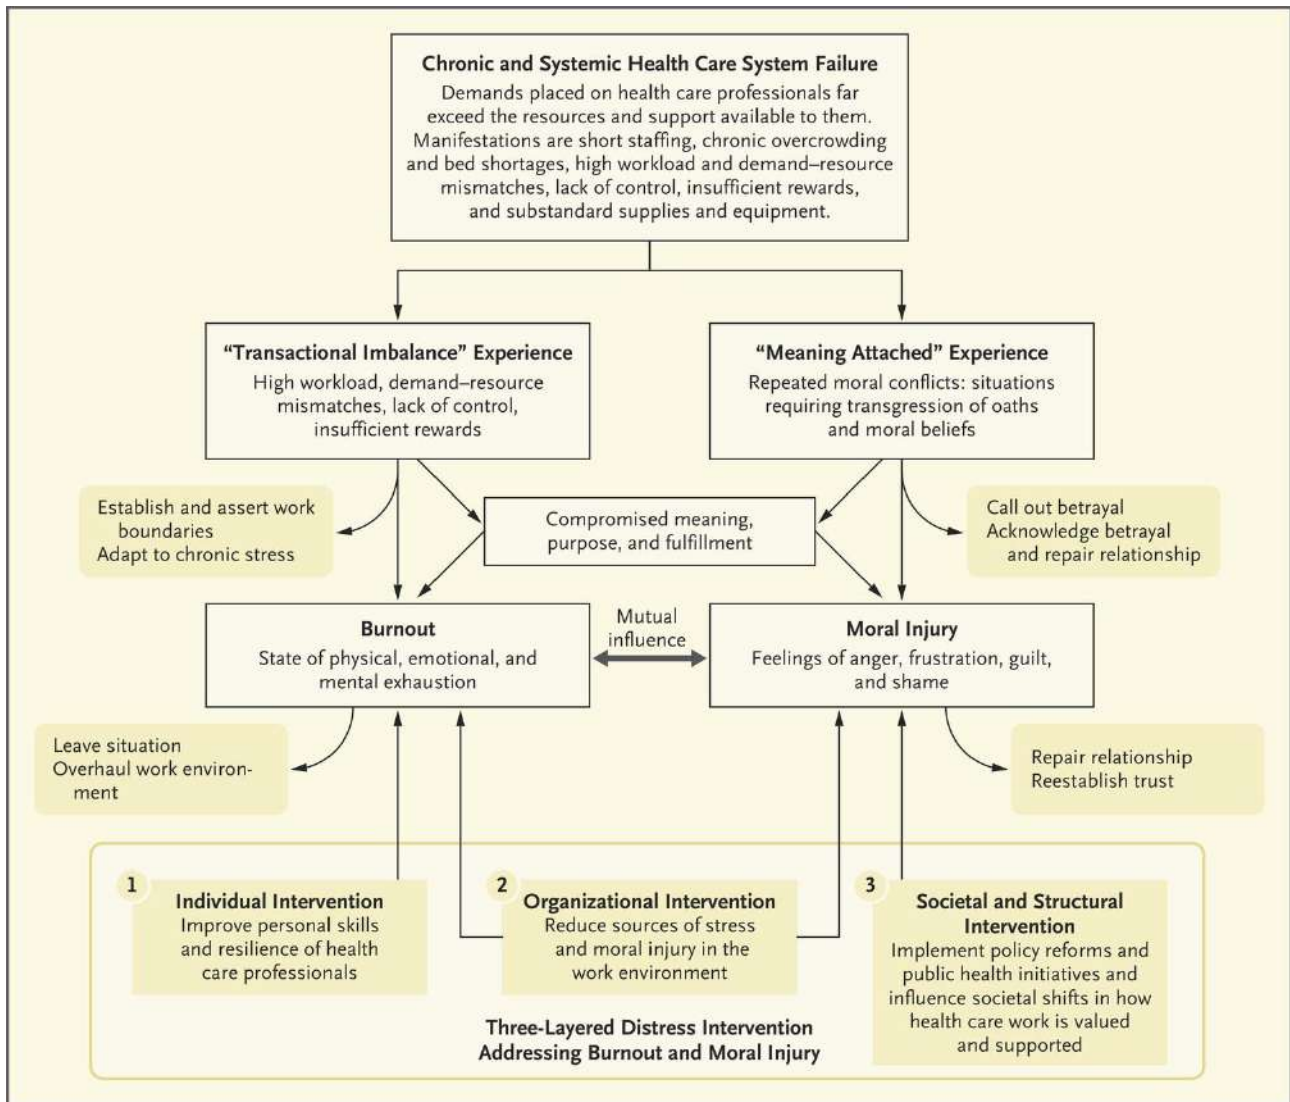 Chronic and Systemic Health Care System Failure
Demands placed on health care professionals far
exceed the resources and support available to them.
Manifestations are short staffing, chronic overcrowding
and bed shortages, high workload and demand–resource
mismatches, lack of control, insufficient rewards,
and substandard supplies and equipment.
“Transactional Imbalance” Experience
High workload, demand–resource
mismatches, lack of control,
insufficient rewards
“Meaning Attached” Experience
Repeated moral conflicts: situations
requiring transgression of oaths
and moral beliefs
Establish and assert work
boundaries
Adapt to chronic stress
Compromised meaning,
purpose, and fulfillment
Call out betrayal
Acknowledge betrayal
and repair relationship
Burnout
State of physical, emotional, and
mental exhaustion
Mutual
influence
Moral Injury
Feelings of anger, frustration, guilt,
and shame
Leave situation
Overhaul work environ-
ment
Repair relationship
Reestablish trust
1
Individual Intervention
Improve personal skills
and resilience of health
care professionals
2
Organizational Intervention
Reduce sources of stress
and moral injury in the
work environment
3
Societal and Structural
Intervention
Implement policy reforms and
public health initiatives and
influence societal shifts in how
health care work is valued
and supported
Three-Layered Distress Intervention
Addressing Burnout and Moral Injury